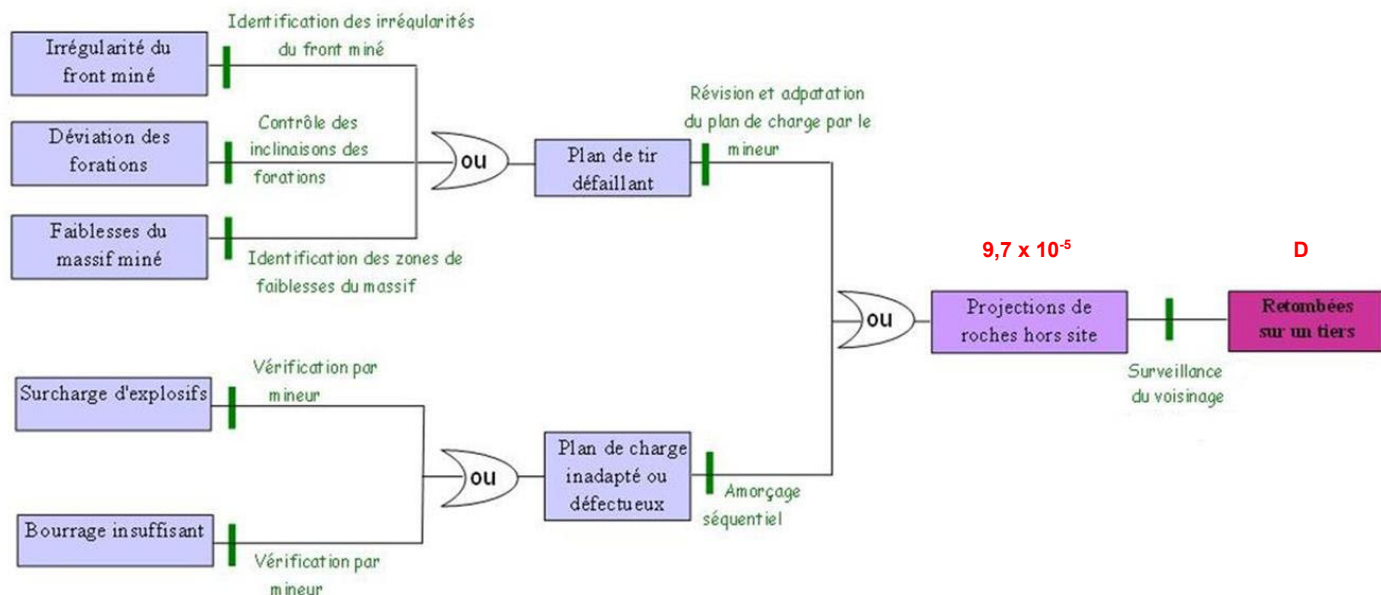 Identification des irrégularités
du front miné
Irrégularité du
front miné
Contrôle des
inclinaisons des
forations
Déviation des
forations
ou
Plan de tir
défaillant
Révision et adpatation
du plan de charge par le
mineur
Faiblesses du
massif miné
Identification des zones de
faiblesses du massif
9,7 x 10⁻⁵
D
ou
Projections de
roches hors site
Retombées
sur un tiers
Surveillance
du voisinage
Vérification par
mineur
Surcharge d'explosifs
ou
Plan de charge
inadapté ou
défectueux
Amorçage
séquentiel
Bourrage insuffisant
Vérification par
mineur